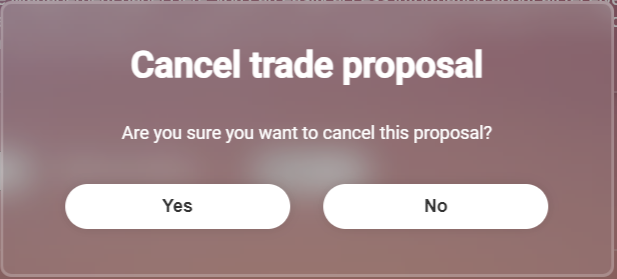 Cancel trade proposal
Are you sure you want to cancel this proposal?
Yes
No